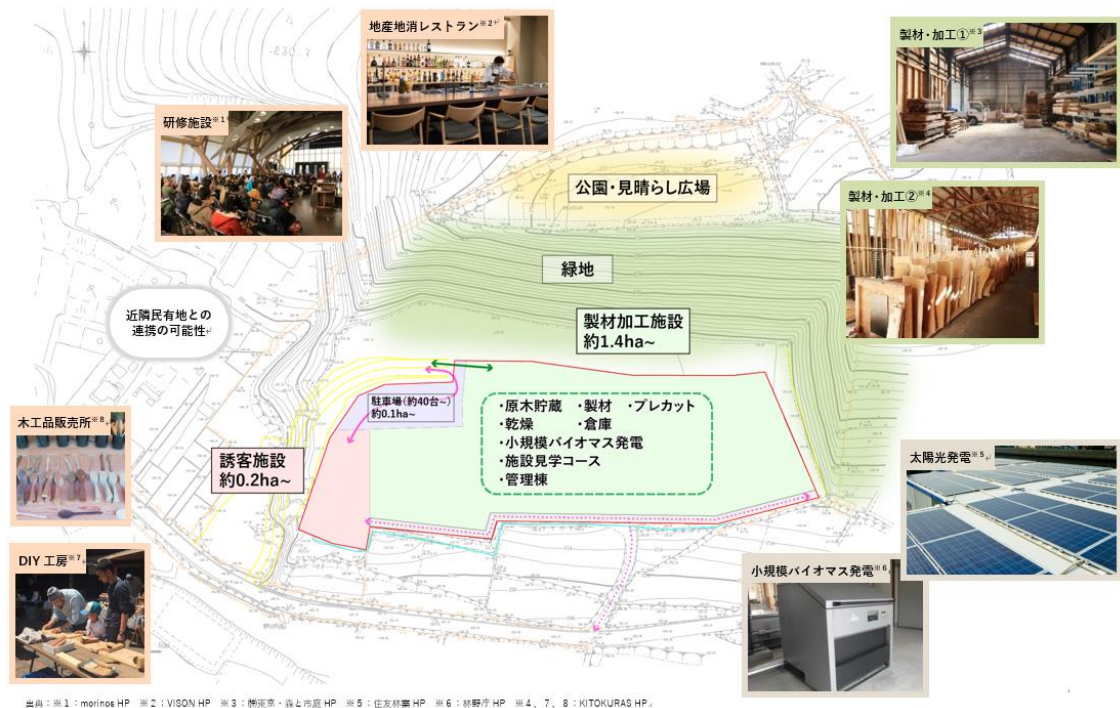 地産地消レストラン※2
製材・加工①※3
研修施設※1
公園・見晴らし広場
製材・加工②※4
緑地
近隣民有地との
連携の可能性
製材加工施設
約1.4ha~
駐車場(約40台~)
約0.1ha~
・原木貯蔵 ・製材 ・プレカット
・乾燥 ・倉庫
・小規模バイオマス発電
・施設見学コース
・管理棟
木工品販売所※8
誘客施設
約0.2ha~
太陽光発電※5
DIY 工房※7
小規模バイオマス発電※6
出典:※1:morinos HP ※2:VISON HP ※3:㈱東京・森と市庭 HP ※5:住友林業 HP ※6:林野庁 HP ※4、7、8:KITOKURAS HP